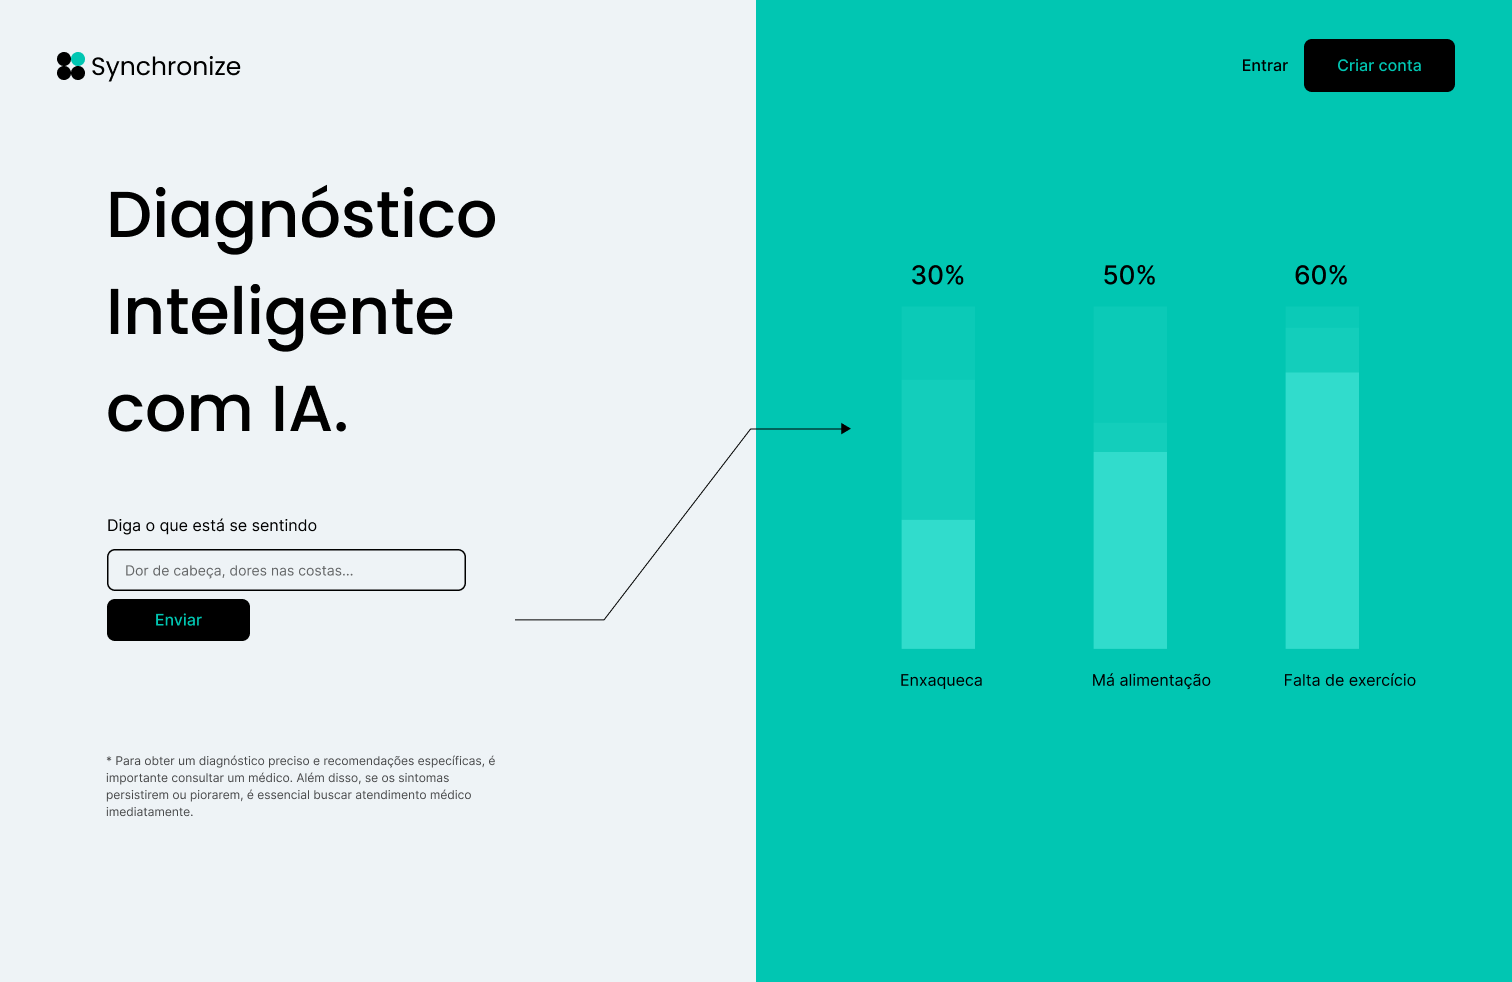 Synchronize
Entrar
Criar conta
Diagnóstico
Inteligente
com IA.
Diga o que está se sentindo
Dor de cabeça, dores nas costas...
Enviar
* Para obter um diagnóstico preciso e recomendações específicas, é
importante consultar um médico. Além disso, se os sintomas
persistirem ou piorarem, é essencial buscar atendimento médico
imediatamente.
30%
50%
60%
Enxaqueca
Má alimentação
Falta de exercício